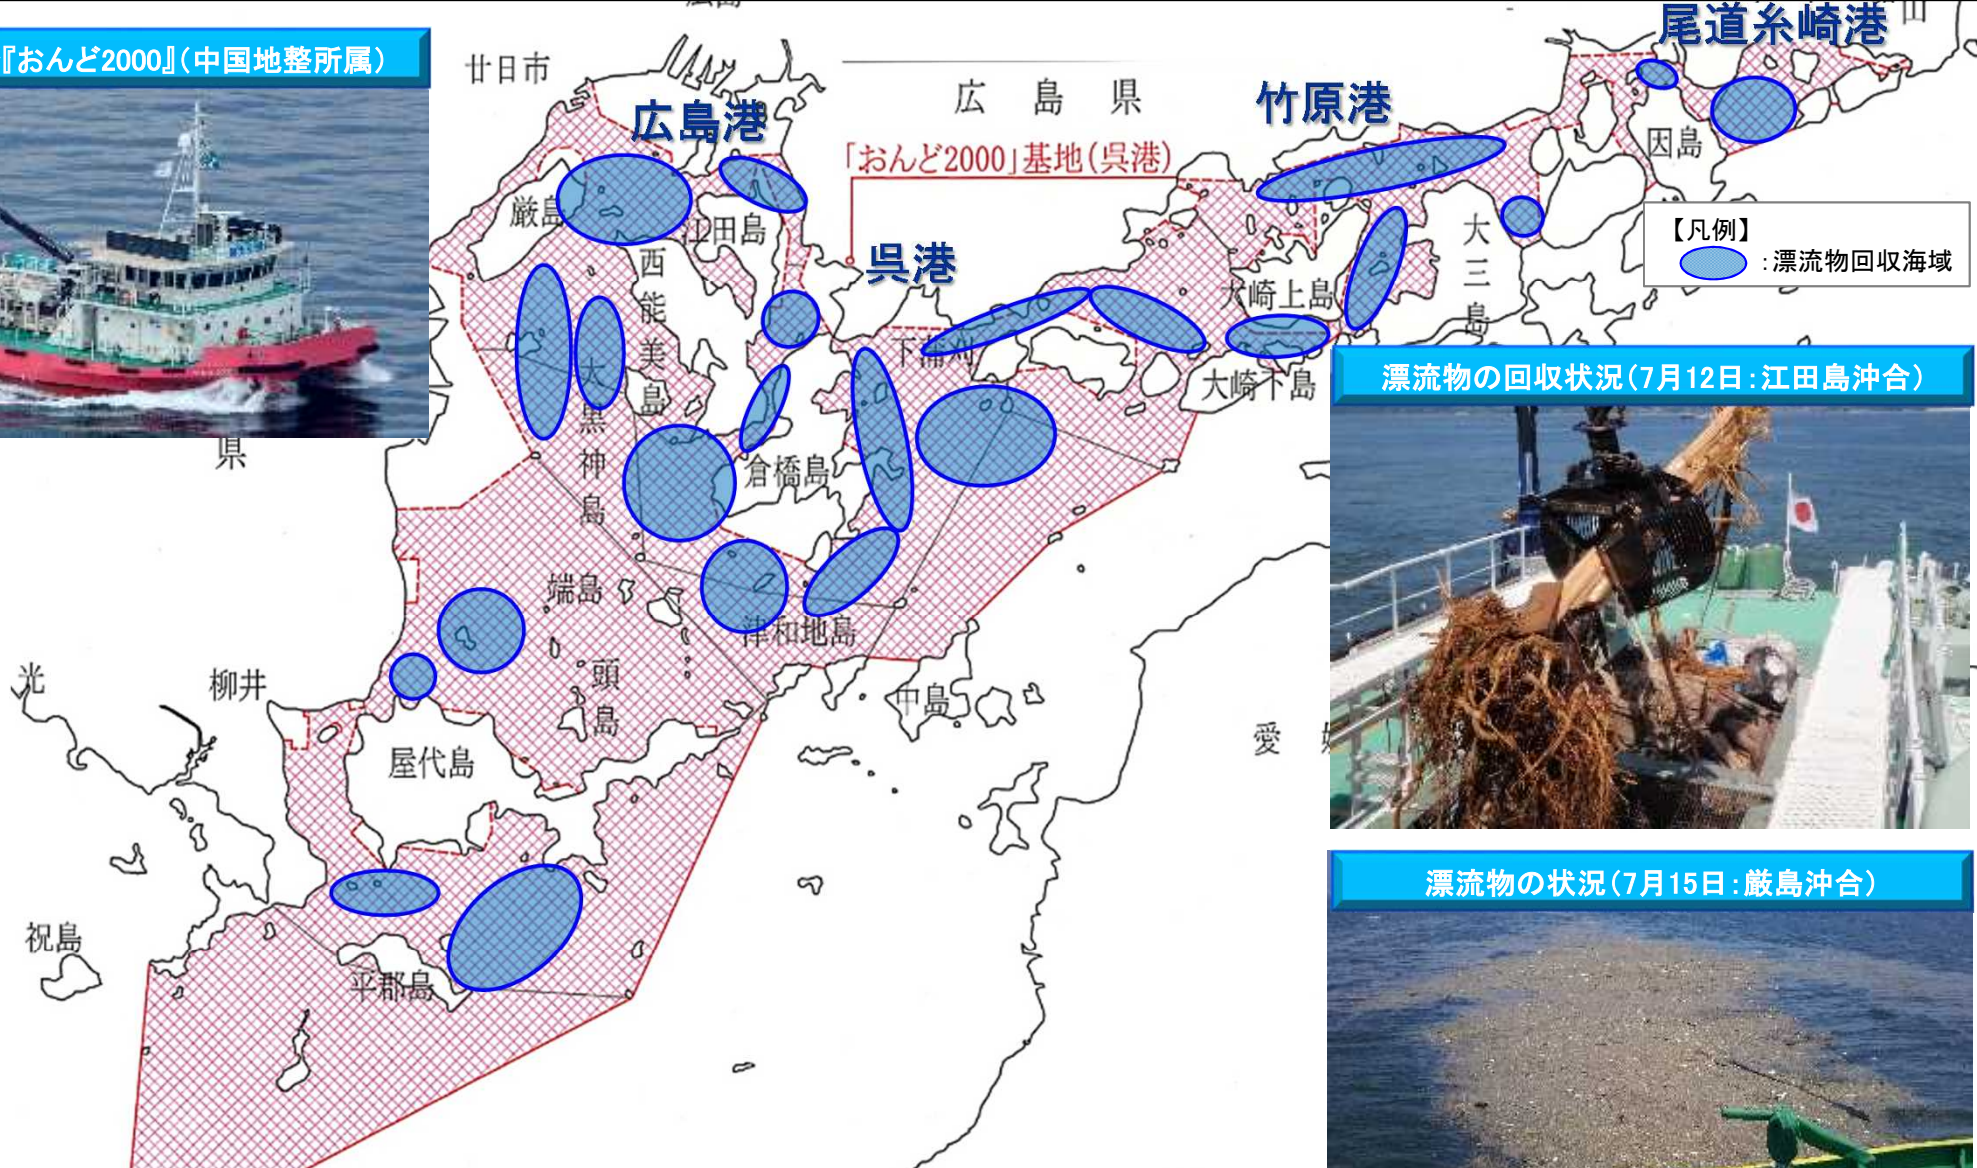 『おんど2000』(中国地整所属)
廿日市
広島県
尾道糸崎港
竹原港
広島港
「おんど2000」基地(呉港)
因島
厳島
江田島
呉港
西能美島
大三島
【凡例】
:漂流物回収海域
大崎上島
下蒲刈
大崎下島
大黒神島
漂流物の回収状況(7月12日:江田島沖合)
県
倉橋島
端島
津和地島
光
柳井
頭島
中島
愛
屋代島
漂流物の状況(7月15日:厳島沖合)
祝島
平郡島